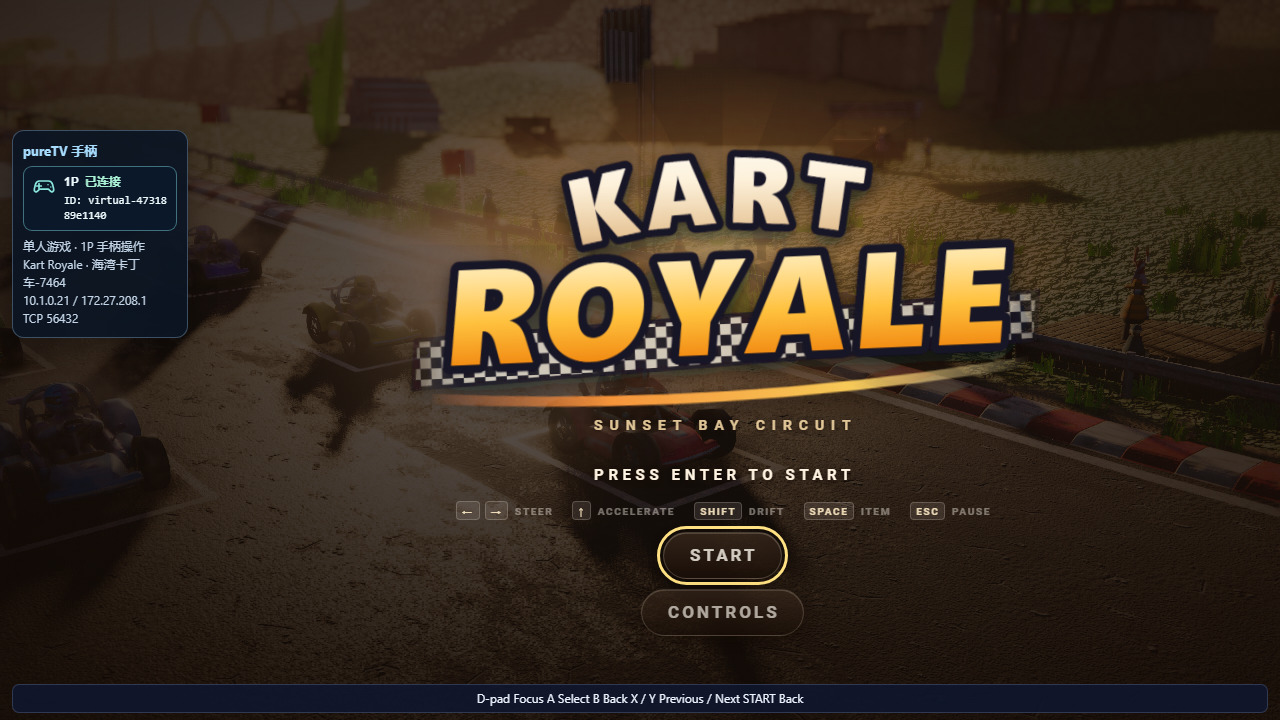 pureTV 手柄
1P 已连接
ID: virtual-47318
89e1140
单人游戏 · 1P 手柄操作
Kart Royale · 海湾卡丁
车-7464
10.1.0.21 / 172.27.208.1
TCP 56432
KART
ROYALE
SUNSET BAY CIRCUIT
PRESS ENTER TO START
← → STEER ↑ ACCELERATE SHIFT DRIFT SPACE ITEM ESC PAUSE
START
CONTROLS
D-pad Focus A Select B Back X / Y Previous / Next START Back